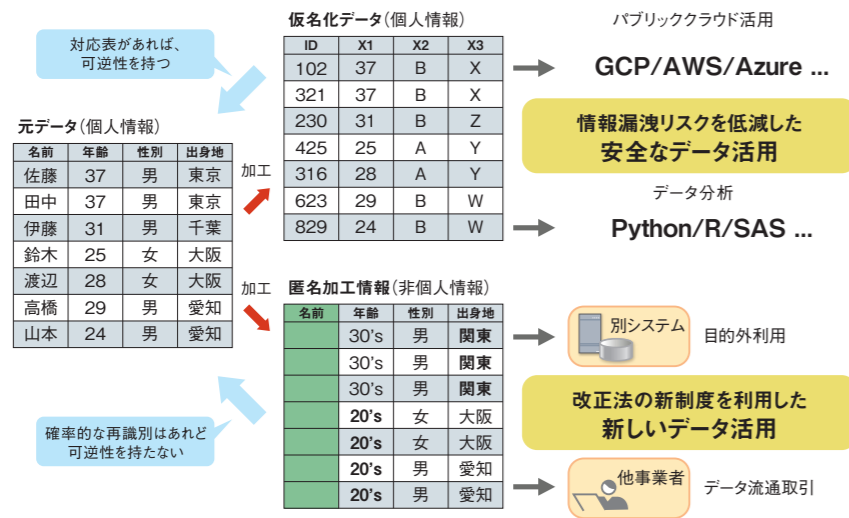 対応表があれば、
可逆性を持つ
元データ(個人情報)
名前 年齢 性別 出身地
佐藤 37 男 東京
田中 37 男 東京
伊藤 31 男 千葉
鈴木 25 女 大阪
渡辺 28 女 大阪
高橋 29 男 愛知
山本 24 男 愛知
確率的な再識別はあれど
可逆性を持たない
加工
加工
仮名化データ(個人情報)
ID X1 X2 X3
102 37 B X
321 37 B X
230 31 B Z
425 25 A Y
316 28 A Y
623 29 B W
829 24 B W
匿名加工情報(非個人情報)
名前 年齢 性別 出身地
30's 男 関東
30's 男 関東
30's 男 関東
20's 女 大阪
20's 女 大阪
20's 男 愛知
20's 男 愛知
パブリッククラウド活用
GCP/AWS/Azure ...
情報漏洩リスクを低減した
安全なデータ活用
データ分析
Python/R/SAS ...
別システム
目的外利用
改正法の新制度を利用した
新しいデータ活用
他事業者
データ流通取引